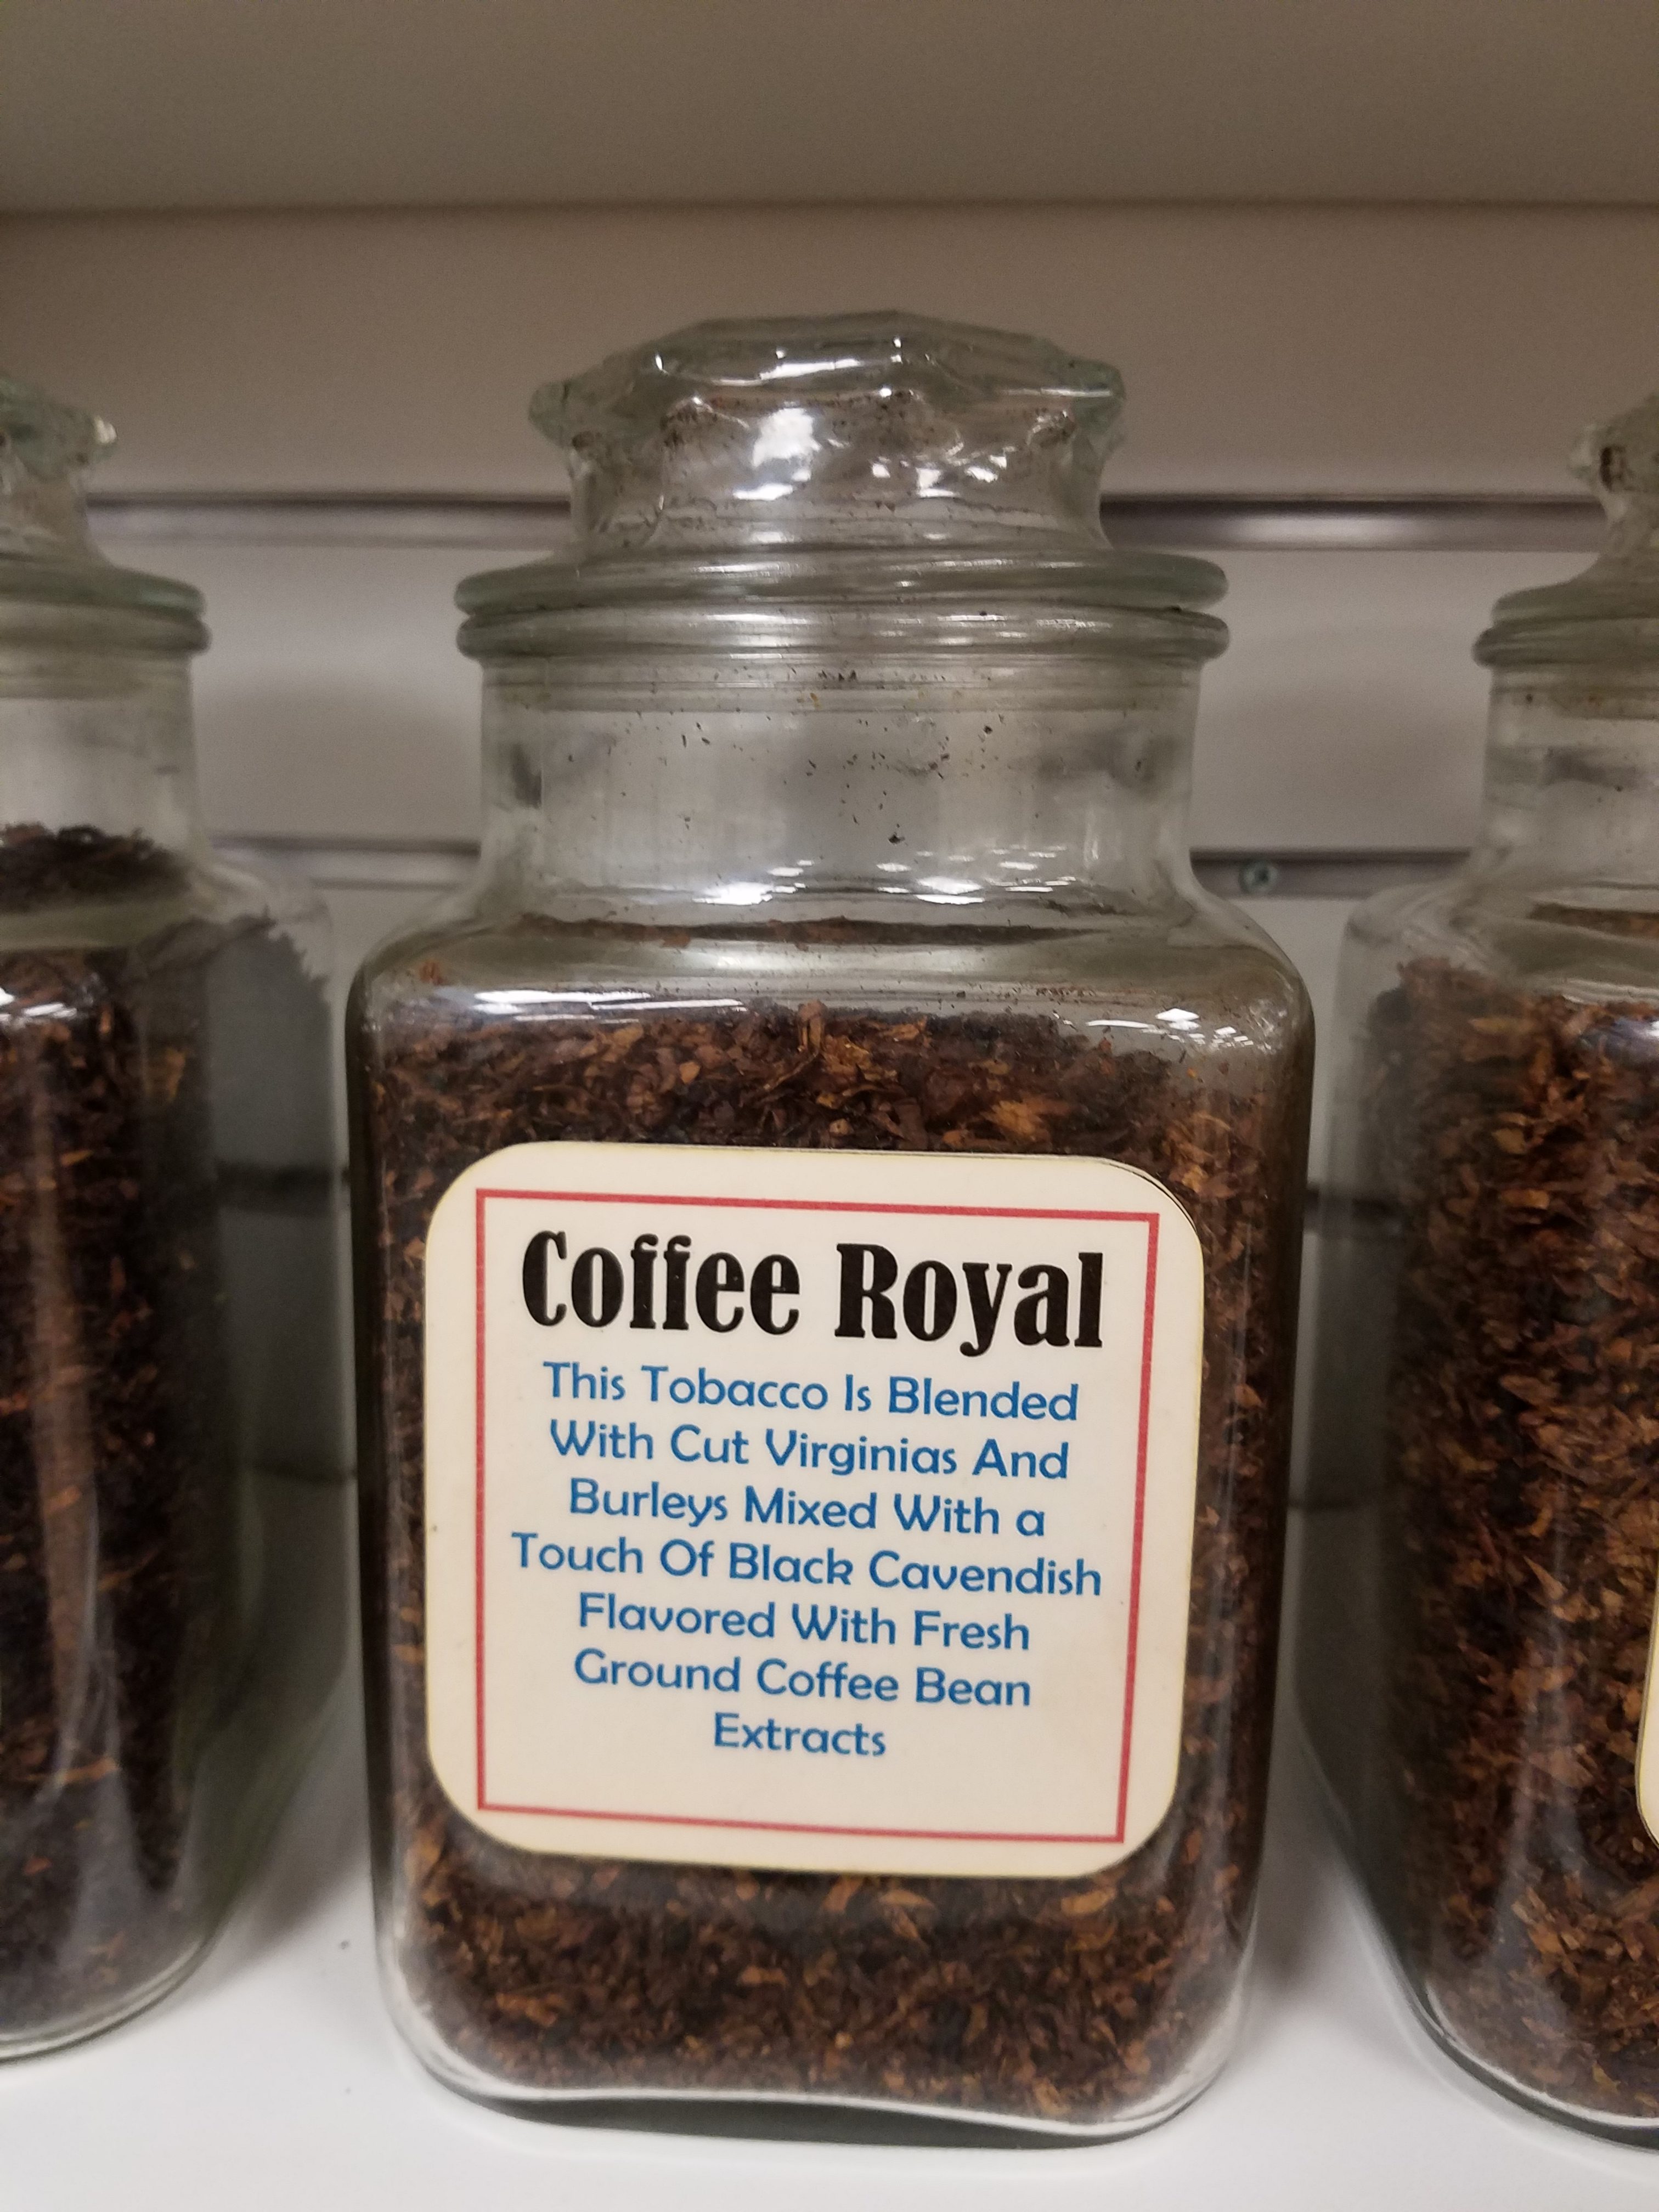 Coffee Royal
This Tobacco Is Blended
With Cut Virginias And
Burleys Mixed With a
Touch Of Black Cavendish
Flavored With Fresh
Ground Coffee Bean
Extracts